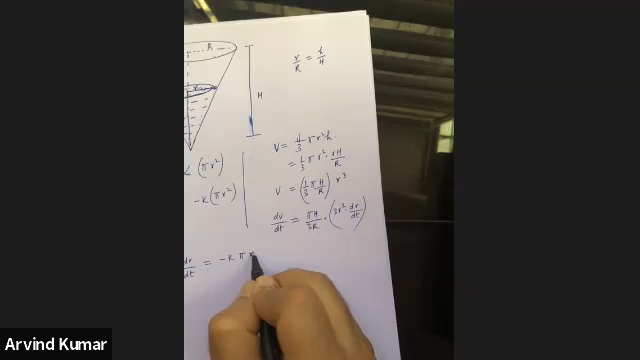 R
r
H
r/R = h/H
V = 1/3 π r² h.
= 1/3 π r² · rH/R
V = (1/3 π H/R) r³
dv/dt = πH/3R · (3r² · dr/dt)
(πr²)
-k(πr²)
dr/dt = -k π
Arvind Kumar